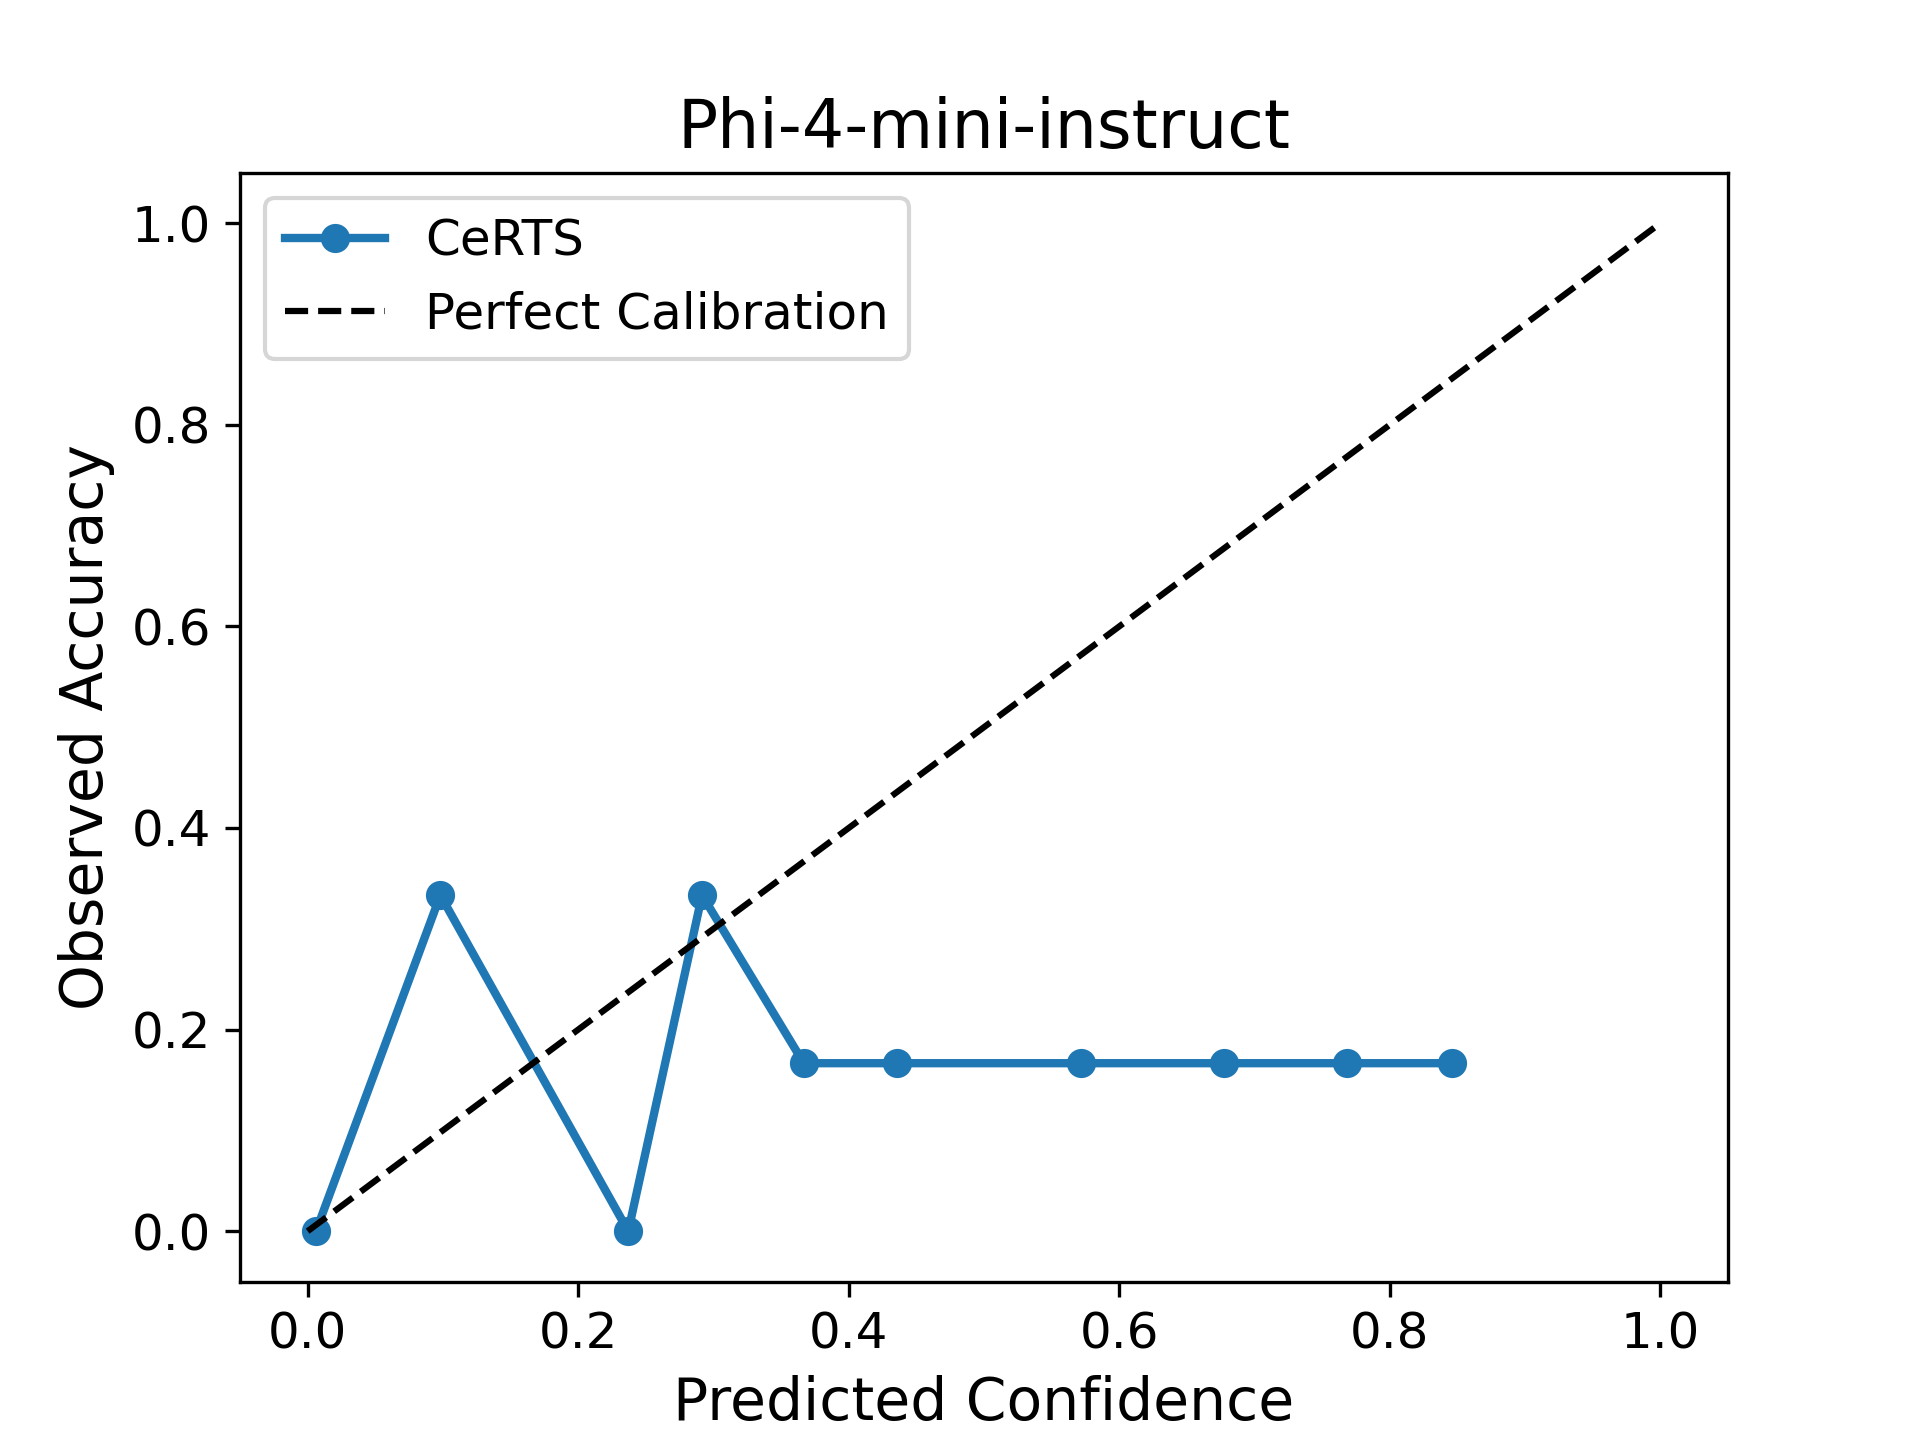 Phi-4-mini-instruct
CeRTS
Perfect Calibration
1.0
0.8
0.6
0.4
0.2
0.0
Observed Accuracy
0.0 0.2 0.4 0.6 0.8 1.0
Predicted Confidence